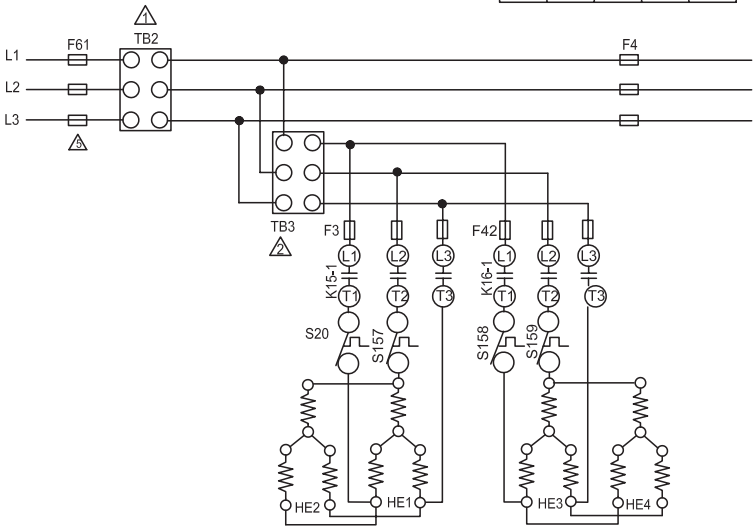 1
F61 TB2 F4
L1
L2
L3
5
TB3
2
F3 F42
L1 L2 L3 L1 L2 L3
K15-1 K16-1
T1 T2 T3 T1 T2 T3
S20 S157 S158 S159
HE2 HE1 HE3 HE4